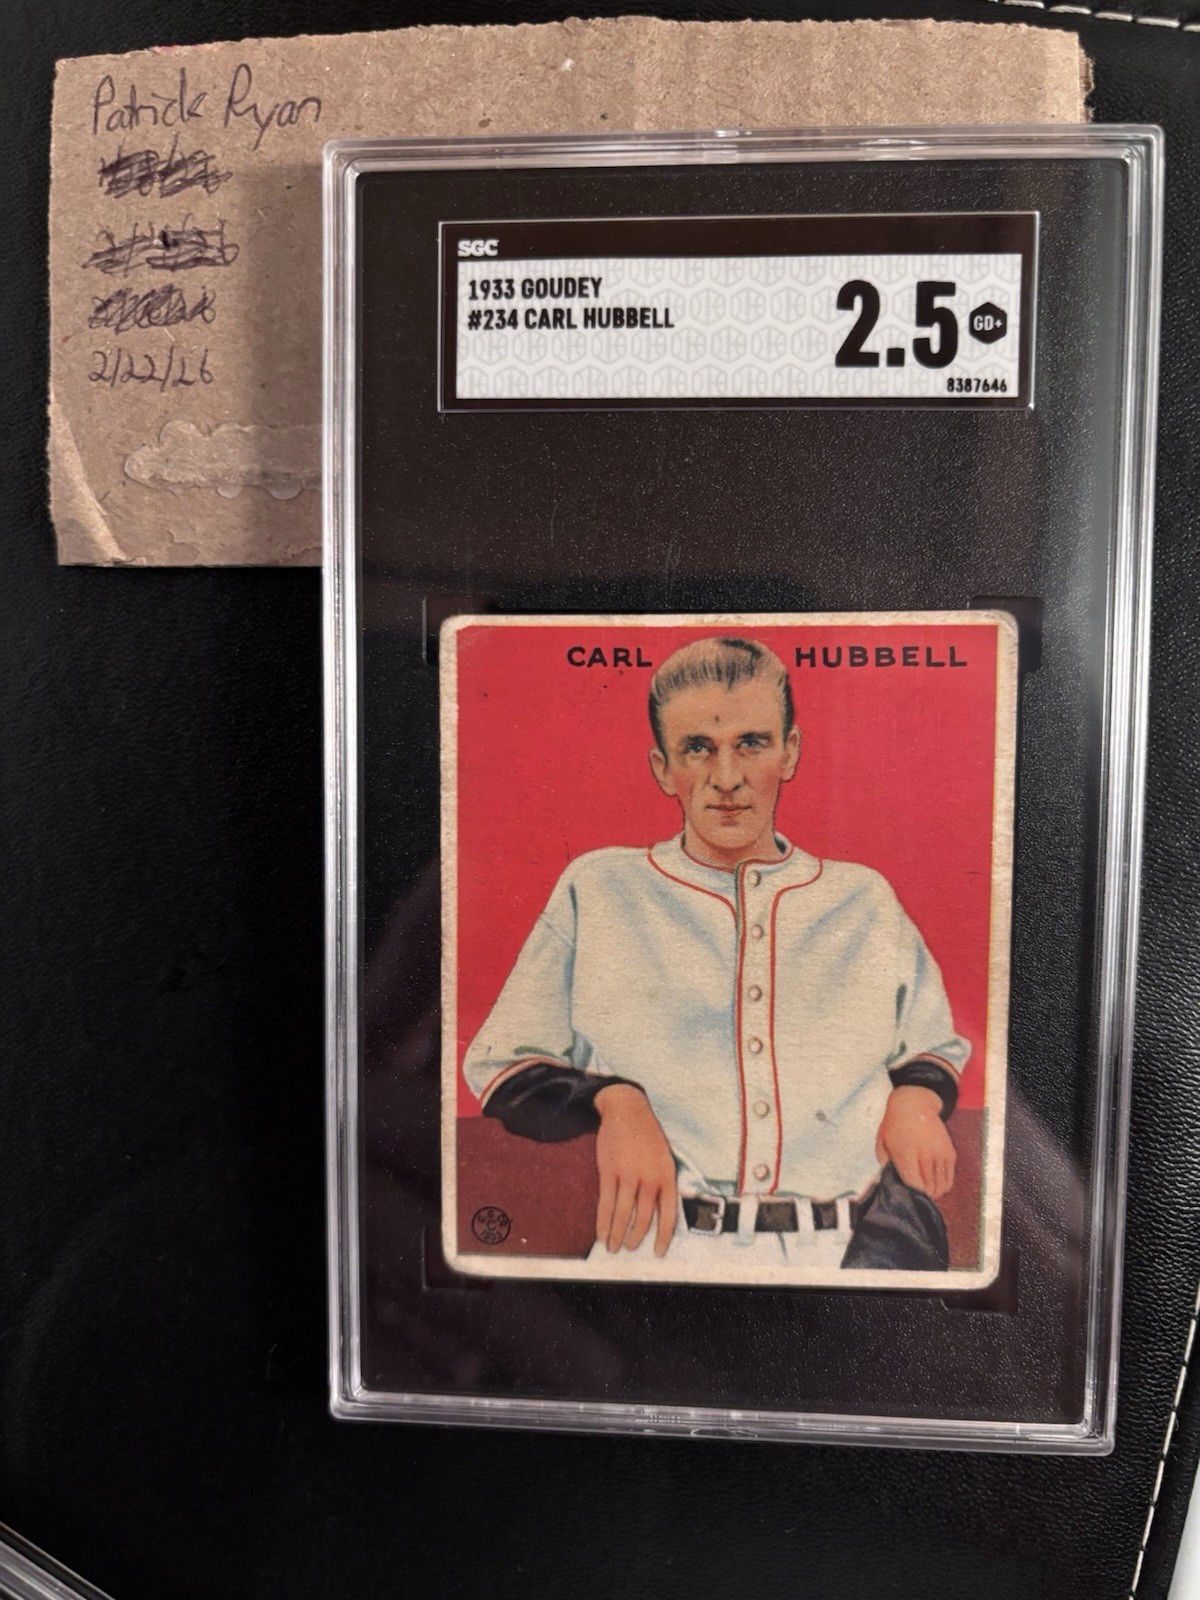 Patrick Ryan
2/22/26
SGC
1933 GOUDEY
#234 CARL HUBBELL
2.5 GD+
8387646
CARL HUBBELL